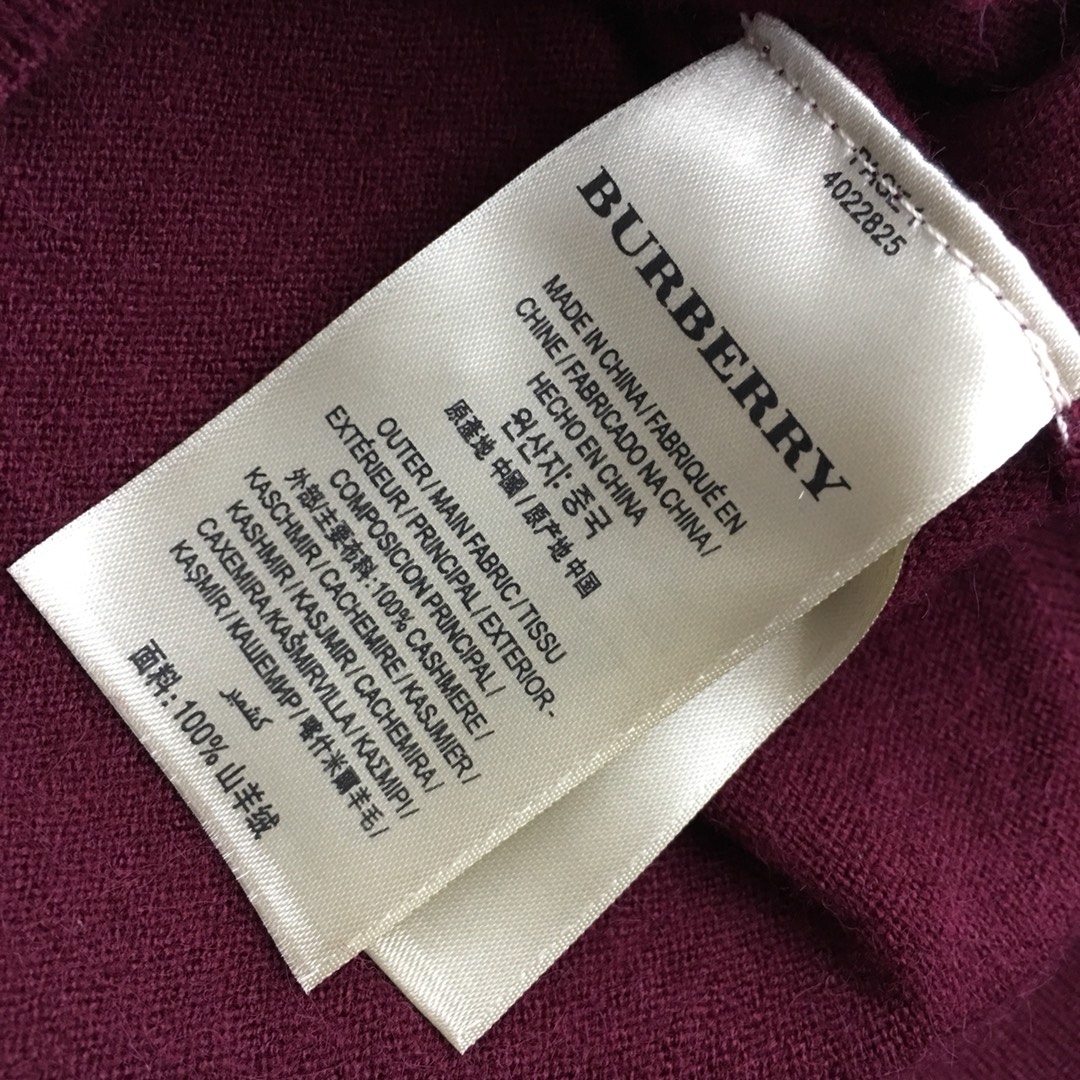 PAGE 1
4022825
BURBERRY
MADE IN CHINA / FABRIQUÉ EN
CHINE / FABRICADO NA CHINA /
HECHO EN CHINA
원산지: 중국
原產地 中國 / 原产地 中国
OUTER / MAIN FABRIC / TISSU
EXTÉRIEUR / PRINCIPAL / EXTERIOR -
COMPOSICION PRINCIPAL /
外部/主要布料: 100% CASHMERE /
KASCHMIR / CACHEMIRE / KASJMIER /
KASHMIR / KASJMIR / CACHEMIRA /
CAXEMIRA / KAŠMIRVILLA / ΚΑΣΜΙΡΙ /
KAŞMİR / КАШЕМИР / 喀什米爾羊毛 /
كشمير
面料: 100% 山羊绒